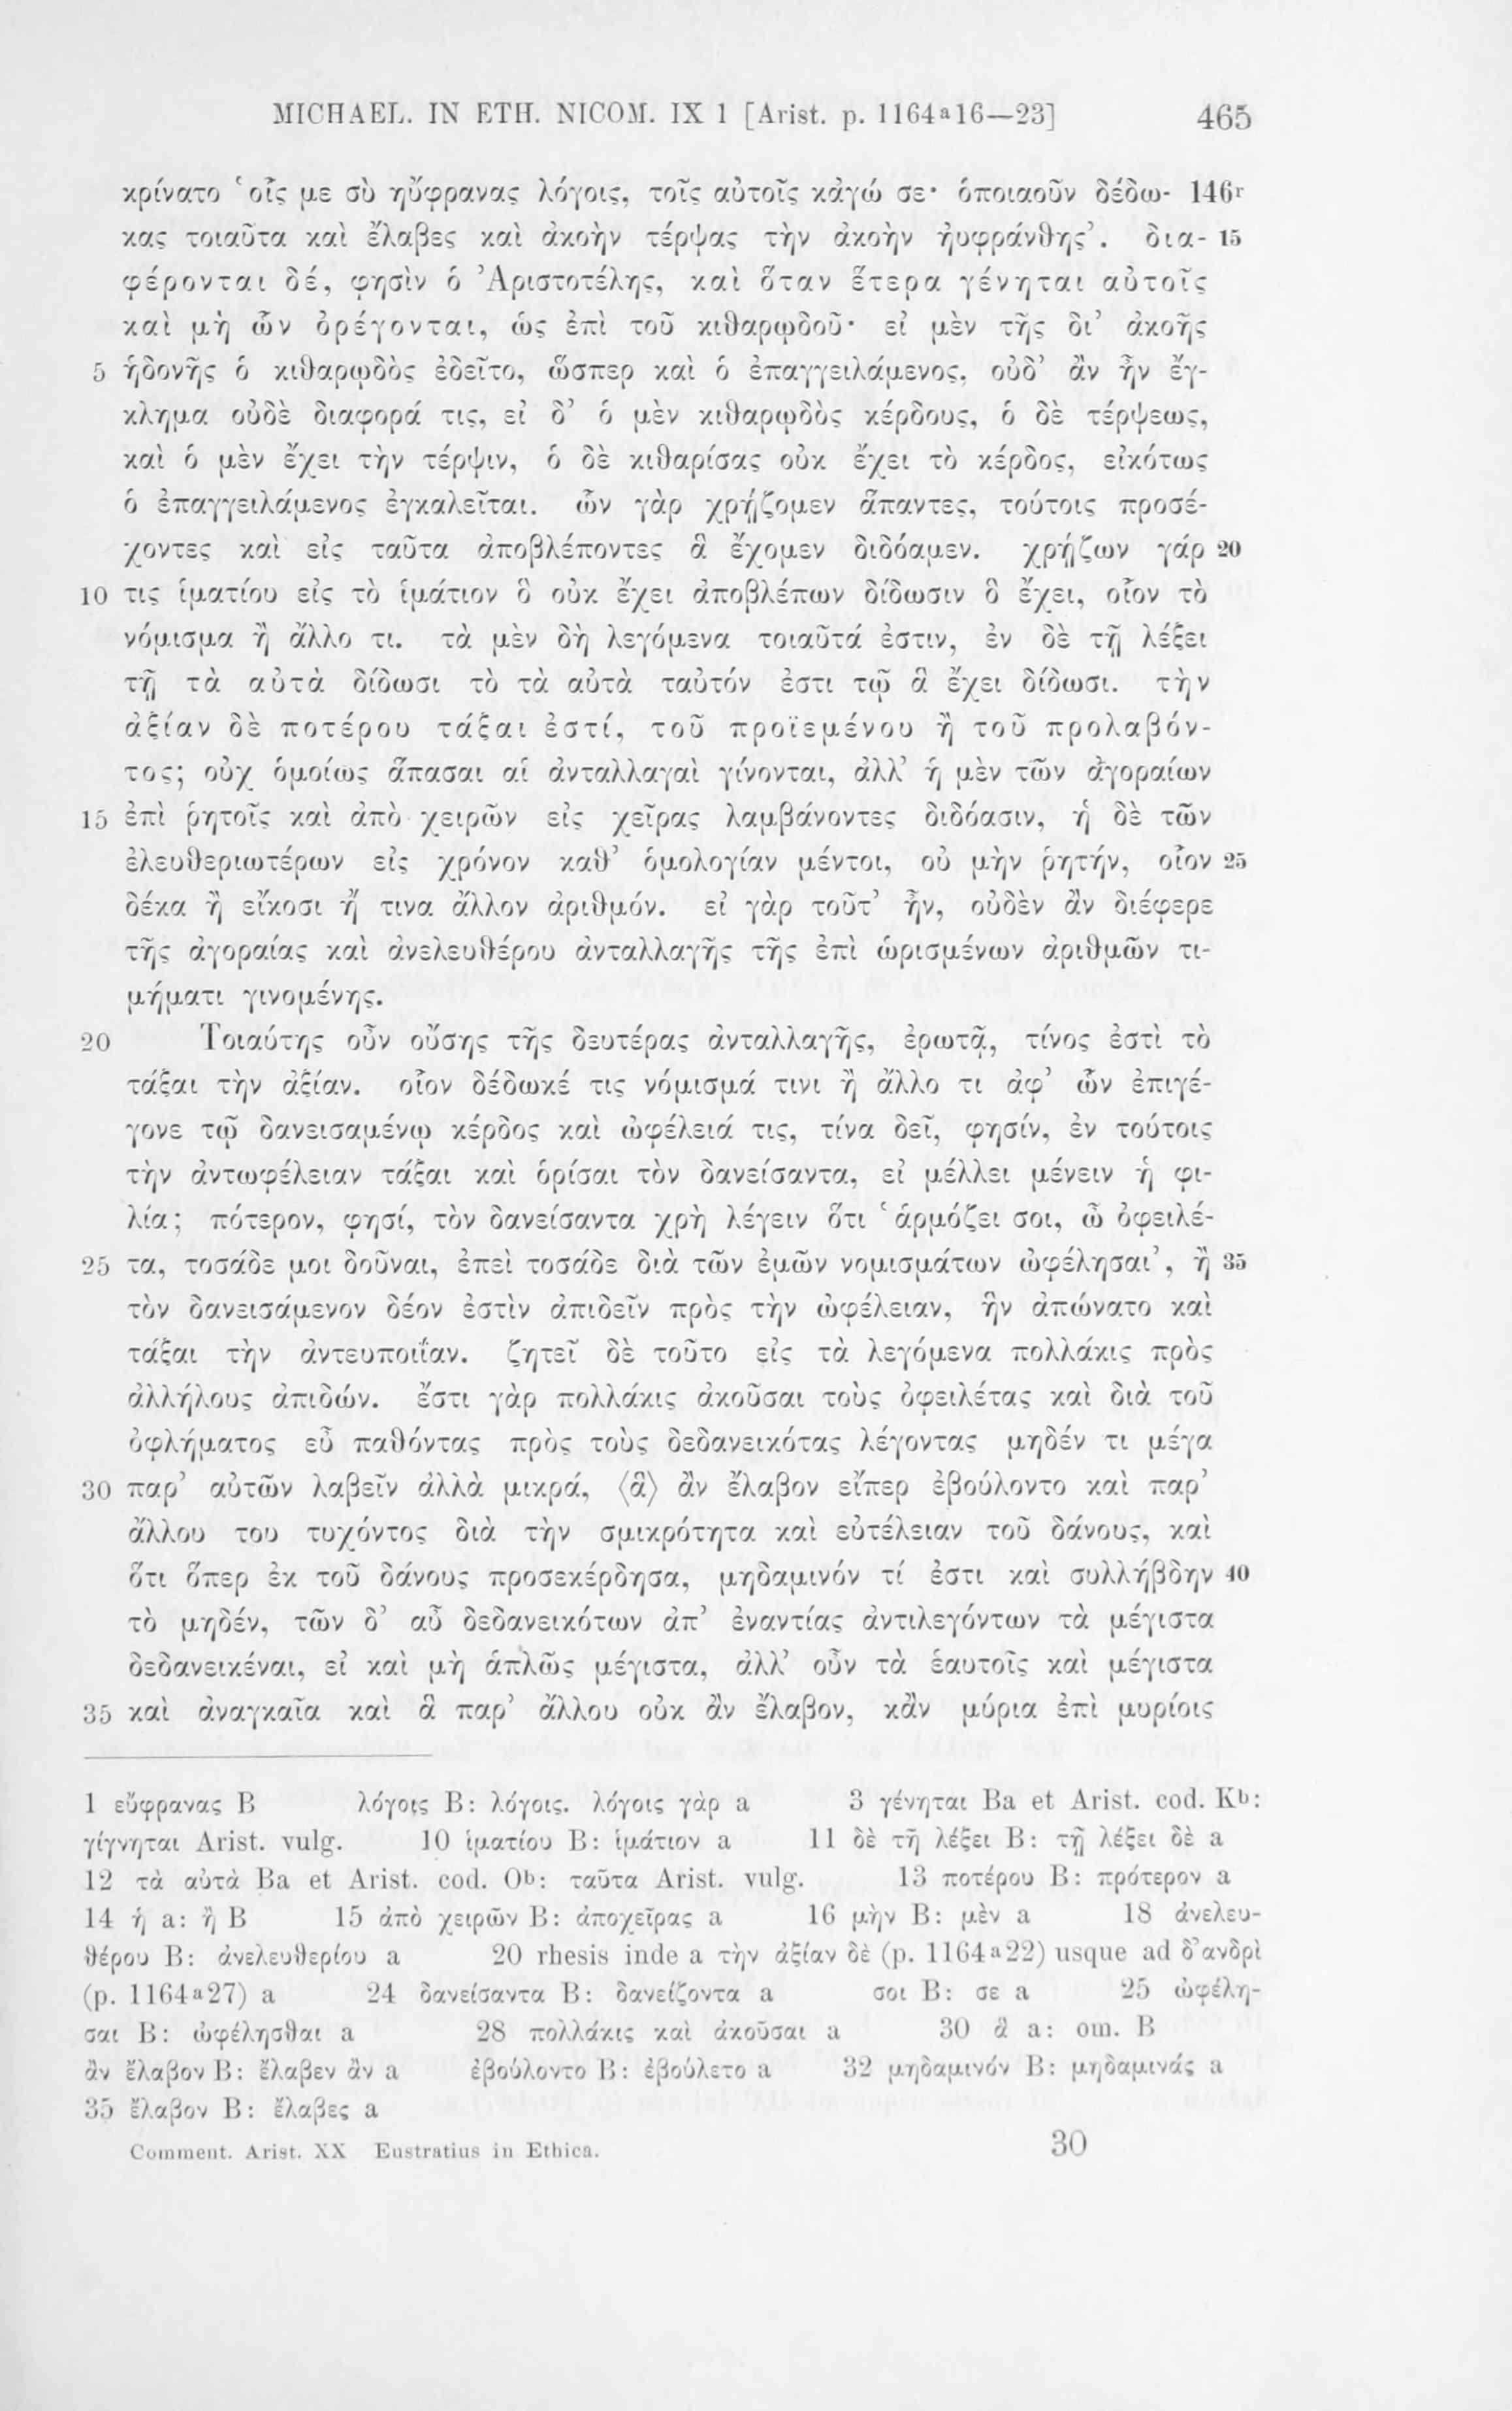 MICHAEL. IN ETH. NICOM. IX 1 [Arist. p. 1164ª16—23] 465
κρίνατο ‘οἷς με σὺ ηὔφρανας λόγοις, τοῖς αὐτοῖς κἀγώ σε· ὁποιαοῦν δέδω- 146r
κας τοιαῦτα καὶ ἔλαβες καὶ ἀκοὴν τέρψας τὴν ἀκοὴν ἠυφράνθης’. δια- 15
φέρονται δέ, φησὶν ὁ Ἀριστοτέλης, καὶ ὅταν ἕτερα γένηται αὐτοῖς
καὶ μὴ ὧν ὀρέγονται, ὡς ἐπὶ τοῦ κιθαρῳδοῦ· εἰ μὲν τῆς δι’ ἀκοῆς
5 ἡδονῆς ὁ κιθαρῳδὸς ἐδεῖτο, ὥσπερ καὶ ὁ ἐπαγγειλάμενος, οὐδ’ ἂν ἦν ἔγ-
κλημα οὐδὲ διαφορά τις, εἰ δ’ ὁ μὲν κιθαρῳδὸς κέρδους, ὁ δὲ τέρψεως,
καὶ ὁ μὲν ἔχει τὴν τέρψιν, ὁ δὲ κιθαρίσας οὐκ ἔχει τὸ κέρδος, εἰκότως
ὁ ἐπαγγειλάμενος ἐγκαλεῖται. ὧν γὰρ χρῄζομεν ἅπαντες, τούτοις προσέ-
χοντες καὶ εἰς ταῦτα ἀποβλέποντες ἃ ἔχομεν διδόαμεν. χρῄζων γάρ 20
10 τις ἱματίου εἰς τὸ ἱμάτιον ὃ οὐκ ἔχει ἀποβλέπων δίδωσιν ὃ ἔχει, οἷον τὸ
νόμισμα ἢ ἄλλο τι. τὰ μὲν δὴ λεγόμενα τοιαῦτά ἐστιν, ἐν δὲ τῇ λέξει
τῇ τὰ αὐτὰ δίδωσι τὸ τὰ αὐτὰ ταὐτόν ἐστι τῷ ἃ ἔχει δίδωσι. τὴν
ἀξίαν δὲ ποτέρου τάξαι ἐστί, τοῦ προϊεμένου ἢ τοῦ προλαβόν-
τος; οὐχ ὁμοίως ἅπασαι αἱ ἀνταλλαγαὶ γίνονται, ἀλλ’ ἡ μὲν τῶν ἀγοραίων
15 ἐπὶ ῥητοῖς καὶ ἀπὸ χειρῶν εἰς χεῖρας λαμβάνοντες διδόασιν, ἡ δὲ τῶν
ἐλευθεριωτέρων εἰς χρόνον καθ’ ὁμολογίαν μέντοι, οὐ μὴν ῥητήν, οἷον 25
δέκα ἢ εἴκοσι ἤ τινα ἄλλον ἀριθμόν. εἰ γὰρ τοῦτ’ ἦν, οὐδὲν ἂν διέφερε
τῆς ἀγοραίας καὶ ἀνελευθέρου ἀνταλλαγῆς τῆς ἐπὶ ὡρισμένων ἀριθμῶν τι-
μήματι γινομένης.
20 Τοιαύτης οὖν οὔσης τῆς δευτέρας ἀνταλλαγῆς, ἐρωτᾷ, τίνος ἐστὶ τὸ
τάξαι τὴν ἀξίαν. οἷον δέδωκέ τις νόμισμά τινι ἢ ἄλλο τι ἀφ’ ὧν ἐπιγέ-
γονε τῷ δανεισαμένῳ κέρδος καὶ ὠφέλειά τις, τίνα δεῖ, φησίν, ἐν τούτοις
τὴν ἀντωφέλειαν τάξαι καὶ ὁρίσαι τὸν δανείσαντα, εἰ μέλλει μένειν ἡ φι-
λία; πότερον, φησί, τὸν δανείσαντα χρὴ λέγειν ὅτι ‘ἁρμόζει σοι, ὦ ὀφειλέ-
25 τα, τοσάδε μοι δοῦναι, ἐπεὶ τοσάδε διὰ τῶν ἐμῶν νομισμάτων ὠφέλησαι’, ἢ 35
τὸν δανεισάμενον δέον ἐστὶν ἀπιδεῖν πρὸς τὴν ὠφέλειαν, ἣν ἀπώνατο καὶ
τάξαι τὴν ἀντευποιΐαν. ζητεῖ δὲ τοῦτο εἰς τὰ λεγόμενα πολλάκις πρὸς
ἀλλήλους ἀπιδών. ἔστι γὰρ πολλάκις ἀκοῦσαι τοὺς ὀφειλέτας καὶ διὰ τοῦ
ὀφλήματος εὖ παθόντας πρὸς τοὺς δεδανεικότας λέγοντας μηδέν τι μέγα
30 παρ’ αὐτῶν λαβεῖν ἀλλὰ μικρά, ⟨ἃ⟩ ἂν ἔλαβον εἴπερ ἐβούλοντο καὶ παρ’
ἄλλου του τυχόντος διὰ τὴν σμικρότητα καὶ εὐτέλειαν τοῦ δάνους, καὶ
ὅτι ὅπερ ἐκ τοῦ δάνους προσεκέρδησα, μηδαμινόν τί ἐστι καὶ συλλήβδην 40
τὸ μηδέν, τῶν δ’ αὖ δεδανεικότων ἀπ’ ἐναντίας ἀντιλεγόντων τὰ μέγιστα
δεδανεικέναι, εἰ καὶ μὴ ἁπλῶς μέγιστα, ἀλλ’ οὖν τὰ ἑαυτοῖς καὶ μέγιστα
35 καὶ ἀναγκαῖα καὶ ἃ παρ’ ἄλλου οὐκ ἂν ἔλαβον, κἂν μύρια ἐπὶ μυρίοις
1 εὔφρανας B λόγοις B: λόγοις. λόγοις γὰρ a 3 γένηται Ba et Arist. cod. Kb:
γίγνηται Arist. vulg. 10 ἱματίου B: ἱμάτιον a 11 δὲ τῇ λέξει B: τῇ λέξει δὲ a
12 τὰ αὐτὰ Ba et Arist. cod. Ob: ταῦτα Arist. vulg. 13 ποτέρου B: πρότερον a
14 ἡ a: ἢ B 15 ἀπὸ χειρῶν B: ἀποχεῖρας a 16 μὴν B: μὲν a 18 ἀνελευ-
θέρου B: ἀνελευθερίου a 20 rhesis inde a τὴν ἀξίαν δὲ (p. 1164ª22) usque ad δ’ανδρὶ
(p. 1164ª27) a 24 δανείσαντα B: δανείζοντα a σοι B: σε a 25 ὠφέλη-
σαι B: ὠφέλησθαι a 28 πολλάκις καὶ ἀκοῦσαι a 30 ἃ a: om. B
ἂν ἔλαβον B: ἔλαβεν ἂν a ἐβούλοντο B: ἐβούλετο a 32 μηδαμινόν B: μηδαμινάς a
35 ἔλαβον B: ἔλαβες a
Comment. Arist. XX Eustratius in Ethica. 30